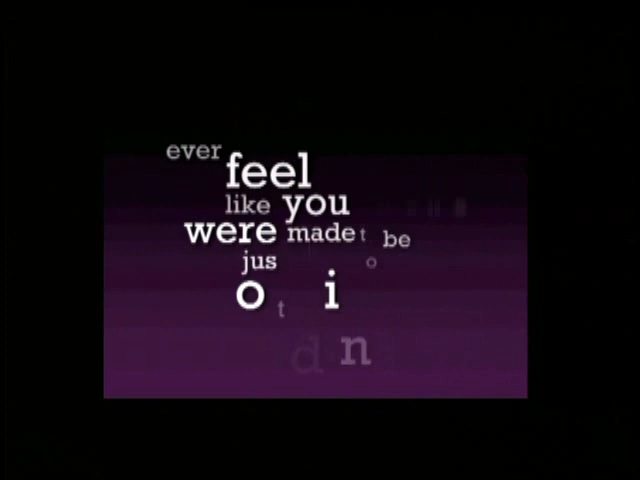 ever
feel
like you
were made t be
jus o
o t i
d n